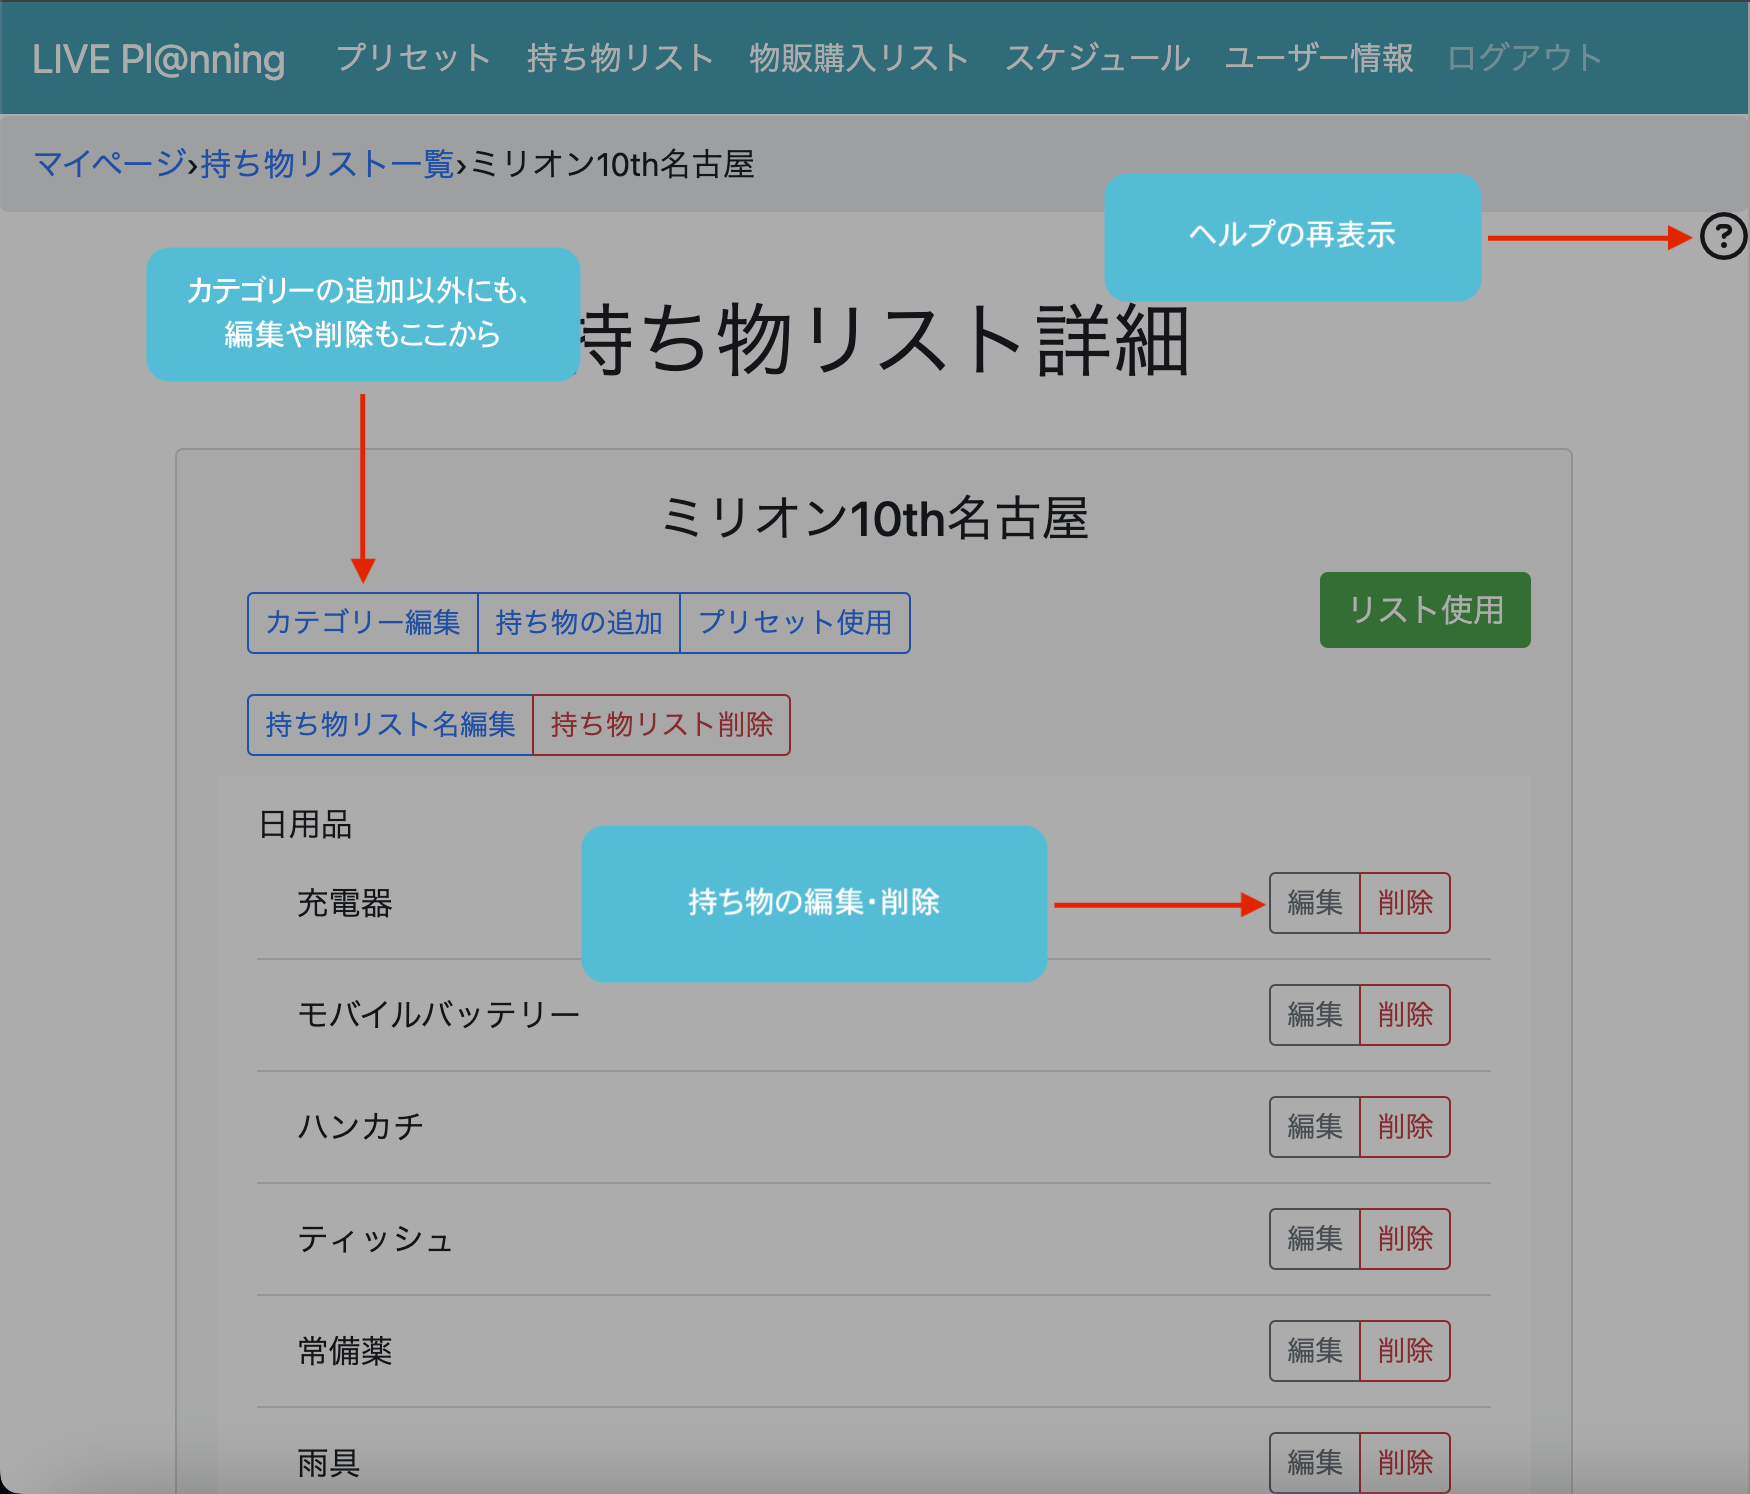 LIVE Pl@nning プリセット 持ち物リスト 物販購入リスト スケジュール ユーザー情報 ログアウト
マイページ›持ち物リスト一覧›ミリオン10th名古屋
ヘルプの再表示
?
カテゴリーの追加以外にも、
編集や削除もここから
持ち物リスト詳細
ミリオン10th名古屋
カテゴリー編集 持ち物の追加 プリセット使用
リスト使用
持ち物リスト名編集 持ち物リスト削除
日用品
充電器
持ち物の編集・削除
編集 削除
モバイルバッテリー 編集 削除
ハンカチ 編集 削除
ティッシュ 編集 削除
常備薬 編集 削除
雨具 編集 削除